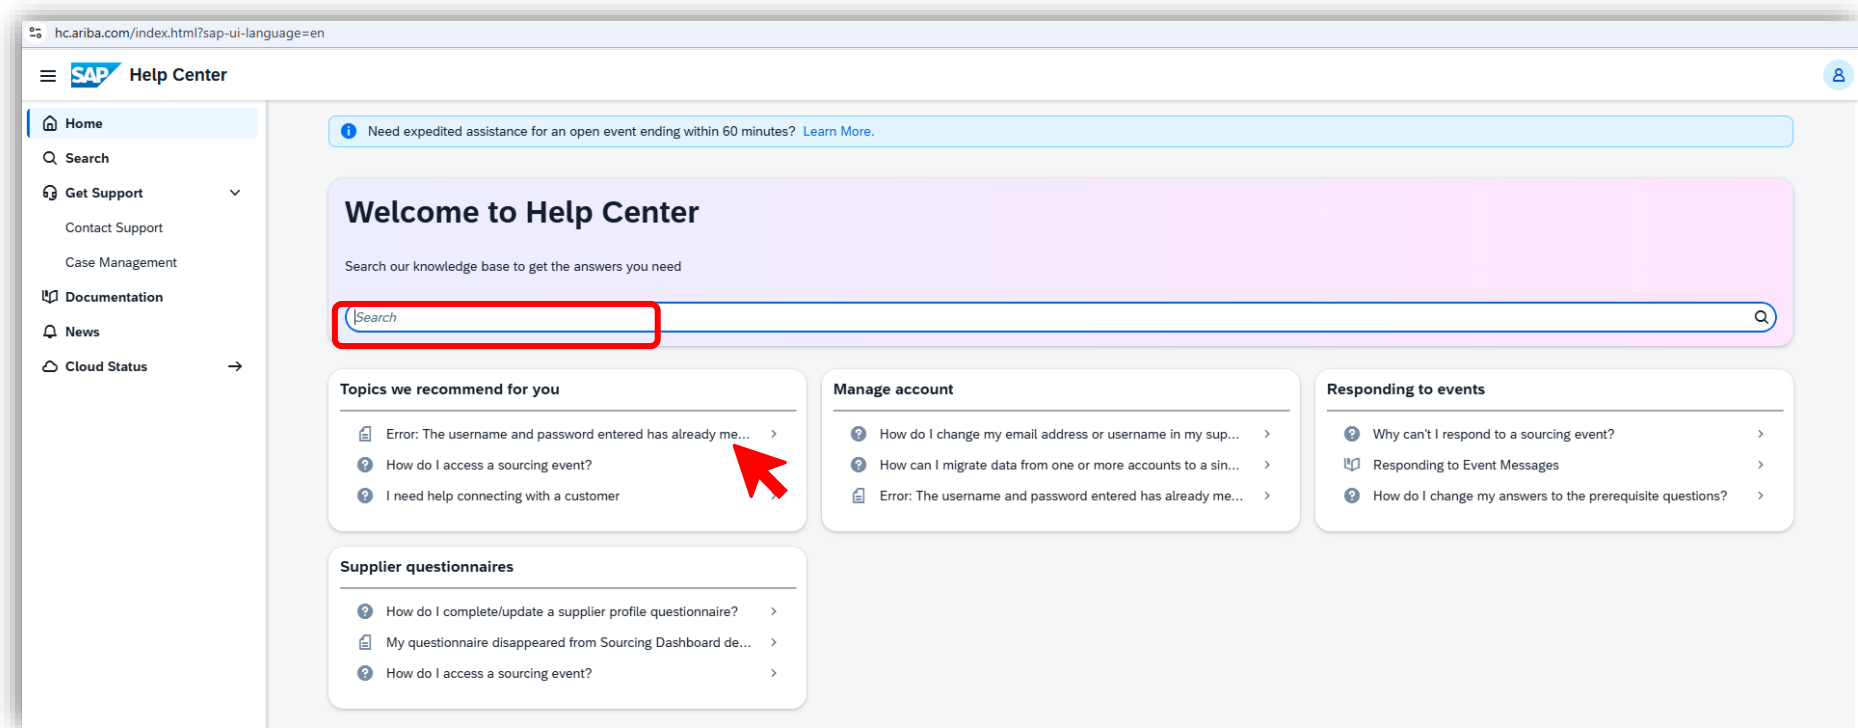 hc.ariba.com/index.html?sap-ui-language=en
SAP Help Center
Home
Search
Get Support
Contact Support
Case Management
Documentation
News
Cloud Status
Need expedited assistance for an open event ending within 60 minutes? Learn More.
Welcome to Help Center
Search our knowledge base to get the answers you need
Search
Topics we recommend for you
Error: The username and password entered has already me...
How do I access a sourcing event?
I need help connecting with a customer
Manage account
How do I change my email address or username in my sup...
How can I migrate data from one or more accounts to a sin...
Error: The username and password entered has already me...
Responding to events
Why can't I respond to a sourcing event?
Responding to Event Messages
How do I change my answers to the prerequisite questions?
Supplier questionnaires
How do I complete/update a supplier profile questionnaire?
My questionnaire disappeared from Sourcing Dashboard de...
How do I access a sourcing event?